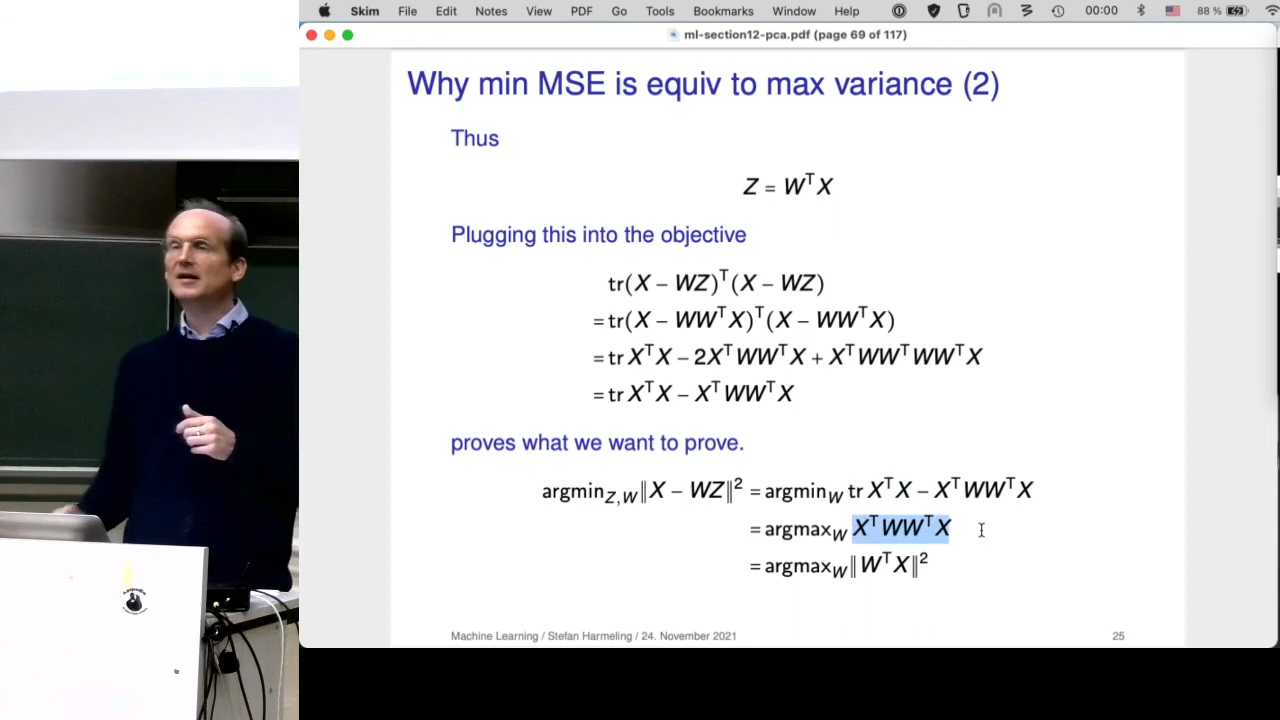 Skim File Edit Notes View PDF Go Tools Bookmarks Window Help 00:00 88 %
ml-section12-pca.pdf (page 69 of 117)
Why min MSE is equiv to max variance (2)
Thus
Z = WᵀX
Plugging this into the objective
tr(X − WZ)ᵀ(X − WZ)
= tr(X − WWᵀX)ᵀ(X − WWᵀX)
= tr XᵀX − 2XᵀWWᵀX + XᵀWWᵀWWᵀX
= tr XᵀX − XᵀWWᵀX
proves what we want to prove.
argmin_{Z,W} ‖X − WZ‖² = argmin_W tr XᵀX − XᵀWWᵀX
= argmax_W XᵀWWᵀX
= argmax_W ‖WᵀX‖²
Machine Learning / Stefan Harmeling / 24. November 2021 25